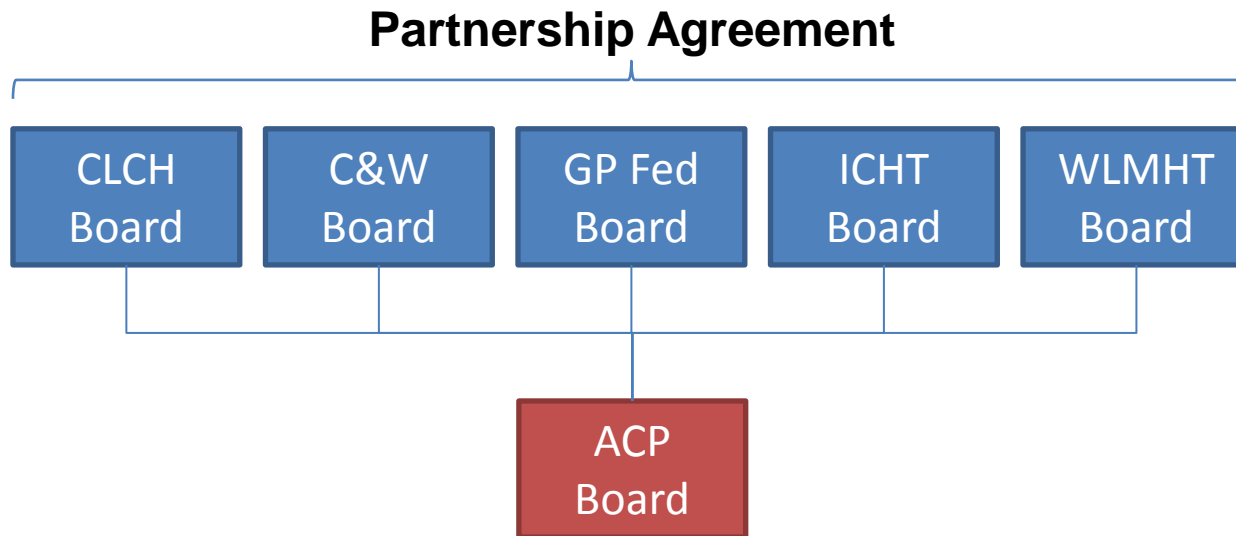 Partnership Agreement
CLCH
Board
C&W
Board
GP Fed
Board
ICHT
Board
WLMHT
Board
ACP
Board